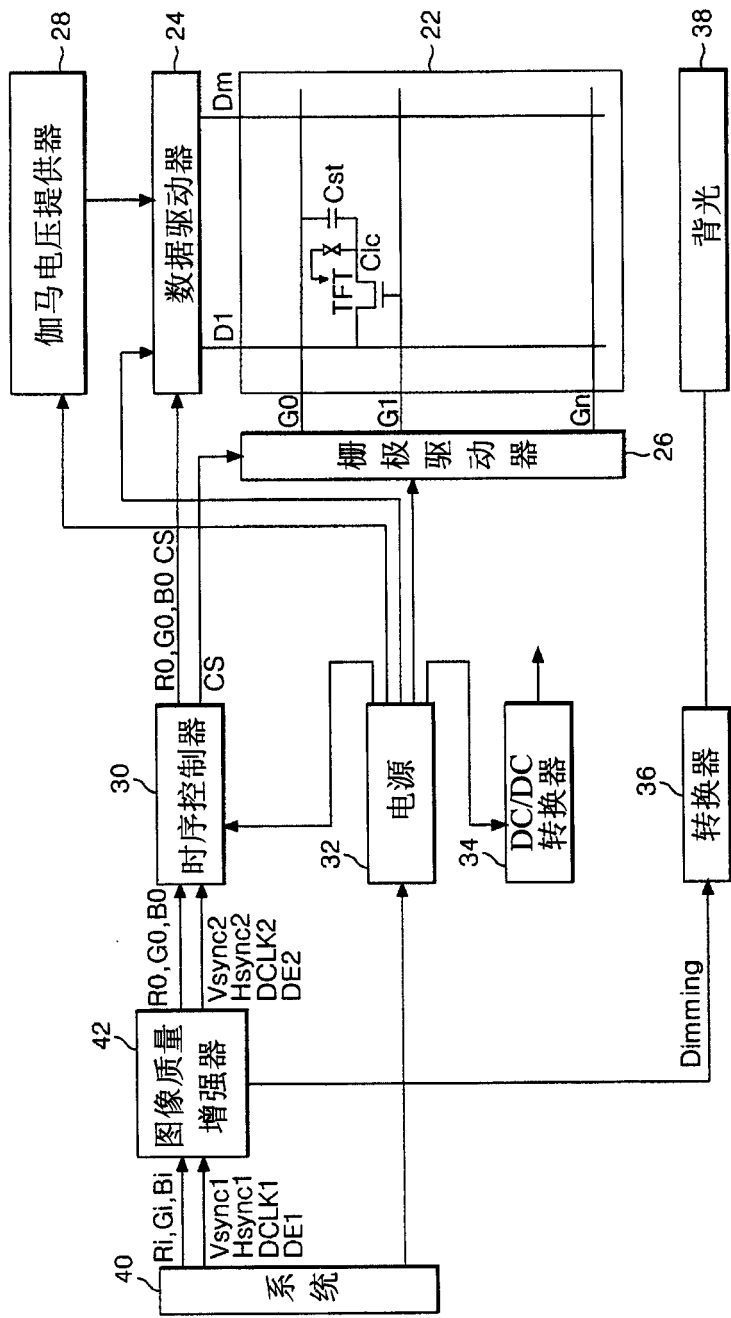 40
系统
Ri,Gi,Bi
Vsync1
Hsync1
DCLK1
DE1
42
图像质量
增强器
R0,G0,B0
Vsync2
Hsync2
DCLK2
DE2
Dimming
30
时序控制器
R0,G0,B0 CS
CS
32
电源
34
DC/DC
转换器
36
转换器
28
伽马电压提供器
24
数据驱动器
D1
Dm
G0
G1
Gn
栅极驱动器
26
22
TFT
Clc
Cst
38
背光